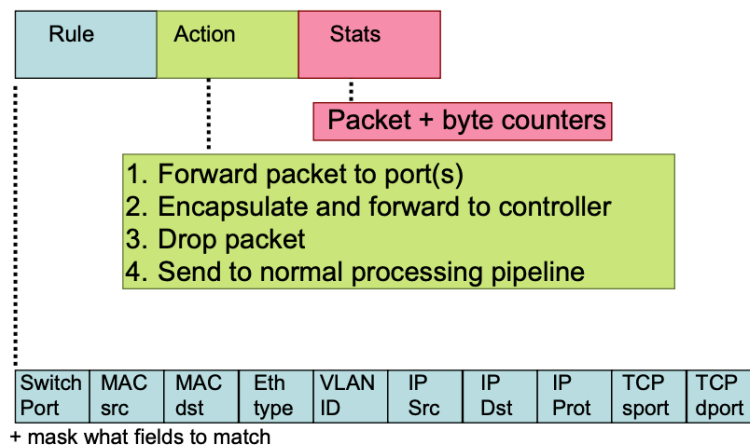 Rule Action Stats
Packet + byte counters
1. Forward packet to port(s)
2. Encapsulate and forward to controller
3. Drop packet
4. Send to normal processing pipeline
Switch MAC MAC Eth VLAN IP IP IP TCP TCP
Port src dst type ID Src Dst Prot sport dport
+ mask what fields to match